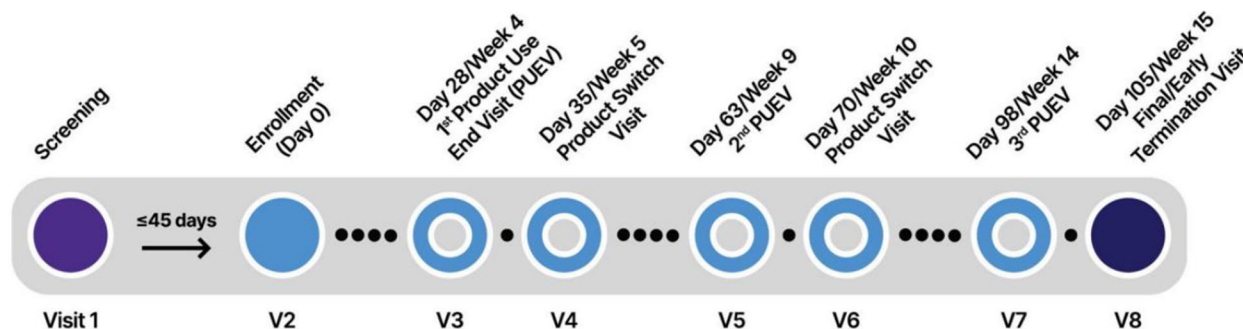 Screening
Enrollment
(Day 0)
Day 28/Week 4
1st Product Use
End Visit (PUEV)
Day 35/Week 5
Product Switch
Visit
Day 63/Week 9
2nd PUEV
Day 70/Week 10
Product Switch
Visit
Day 98/Week 14
3rd PUEV
Day 105/Week 15
Final/Early
Termination Visit
≤45 days
Visit 1
V2
V3
V4
V5
V6
V7
V8